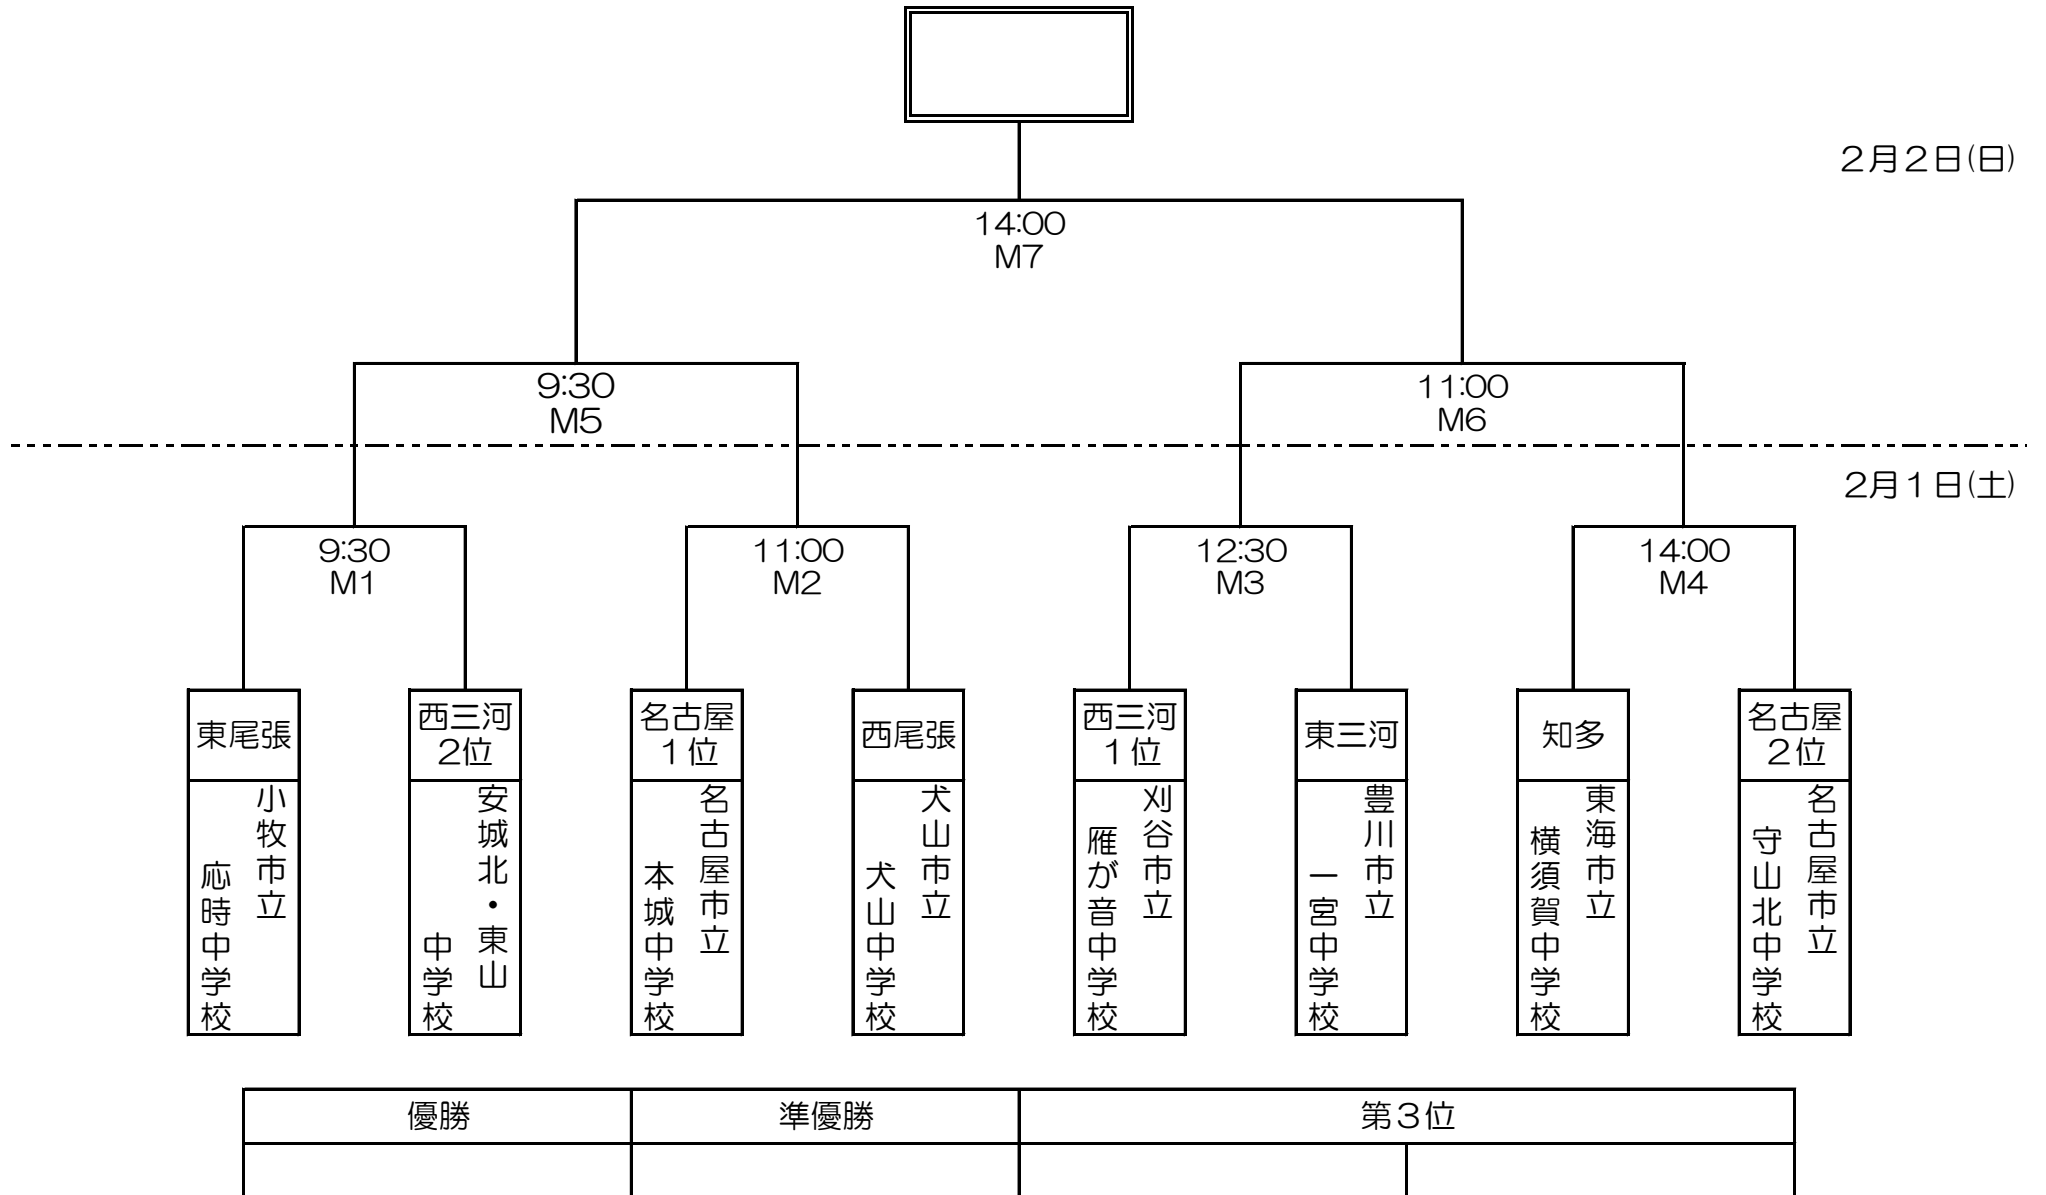 ２月２日(日)
14:00
M7
9:30
M5
11:00
M6
２月１日(土)
9:30
M1
11:00
M2
12:30
M3
14:00
M4
東尾張
小牧市立
応時中学校
西三河
２位
安城北・東山
中学校
名古屋
１位
名古屋市立
本城中学校
西尾張
犬山市立
犬山中学校
西三河
１位
刈谷市立
雁が音中学校
東三河
豊川市立
一宮中学校
知多
東海市立
横須賀中学校
名古屋
２位
名古屋市立
守山北中学校
優勝
準優勝
第３位